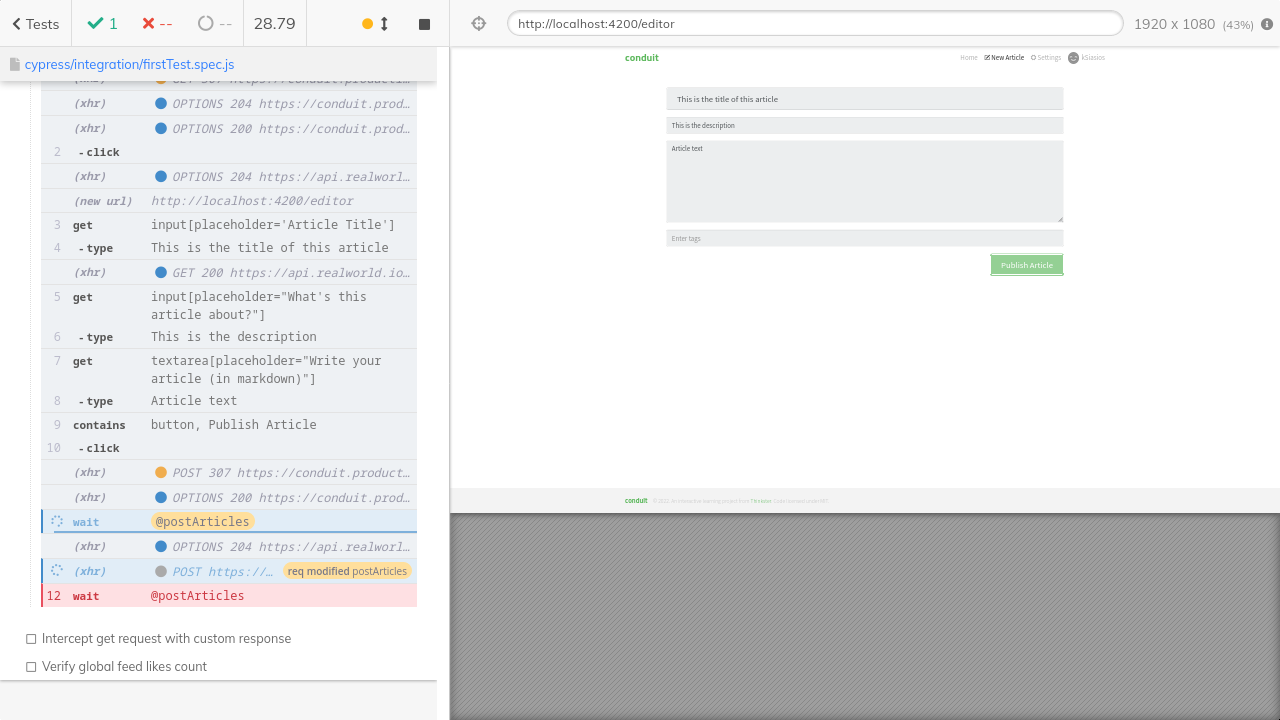 Tests
1
--
--
28.79
http://localhost:4200/editor
1920 x 1080 (43%)
cypress/integration/firstTest.spec.js
(xhr) OPTIONS 204 https://conduit.prod…
(xhr) OPTIONS 200 https://conduit.prod…
2 -click
(xhr) OPTIONS 204 https://api.realworl…
(new url) http://localhost:4200/editor
3 get input[placeholder='Article Title']
4 -type This is the title of this article
(xhr) GET 200 https://api.realworld.io…
5 get input[placeholder="What's this
article about?"]
6 -type This is the description
7 get textarea[placeholder="Write your
article (in markdown)"]
8 -type Article text
9 contains button, Publish Article
10 -click
(xhr) POST 307 https://conduit.product…
(xhr) OPTIONS 200 https://conduit.prod…
wait @postArticles
(xhr) OPTIONS 204 https://api.realworl…
(xhr) POST https://… req modified postArticles
12 wait @postArticles
Intercept get request with custom response
Verify global feed likes count
conduit
Home New Article Settings
This is the title of this article
This is the description
Article text
Enter tags
Publish Article
conduit